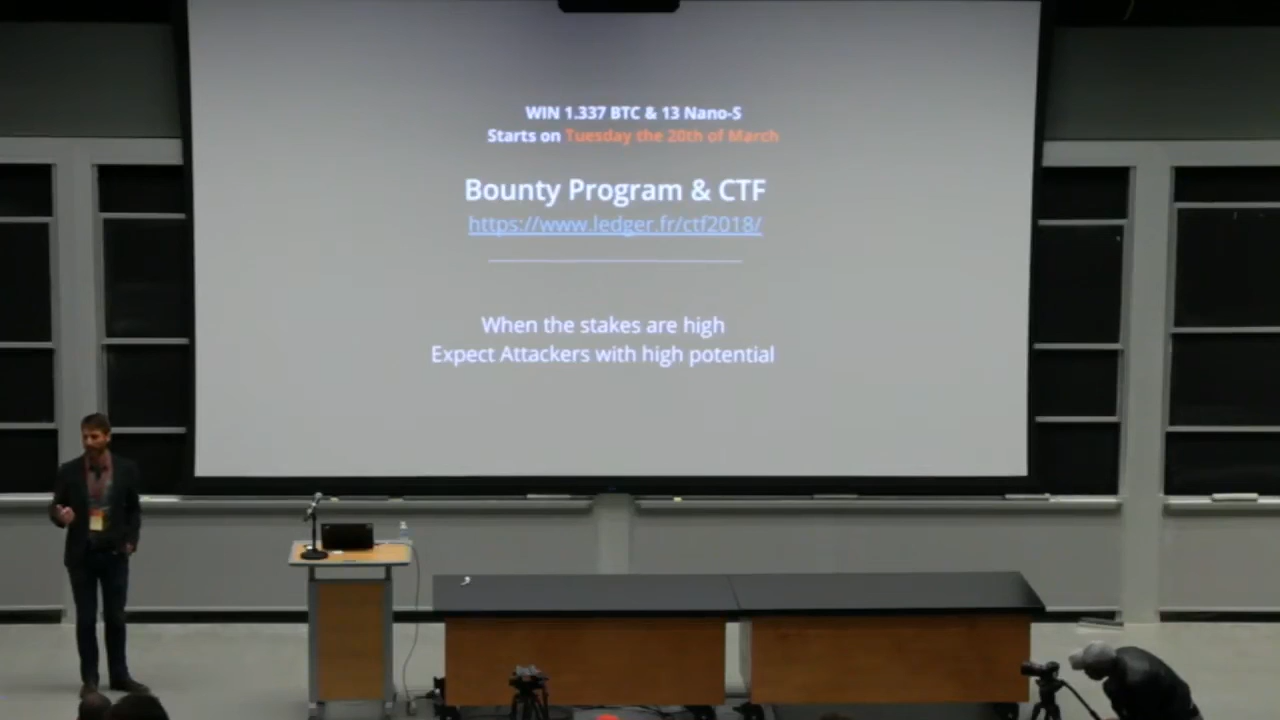 WIN 1.337 BTC & 13 Nano-S
Starts on Tuesday the 20th of March
Bounty Program & CTF
https://www.ledger.fr/ctf2018/
When the stakes are high
Expect Attackers with high potential